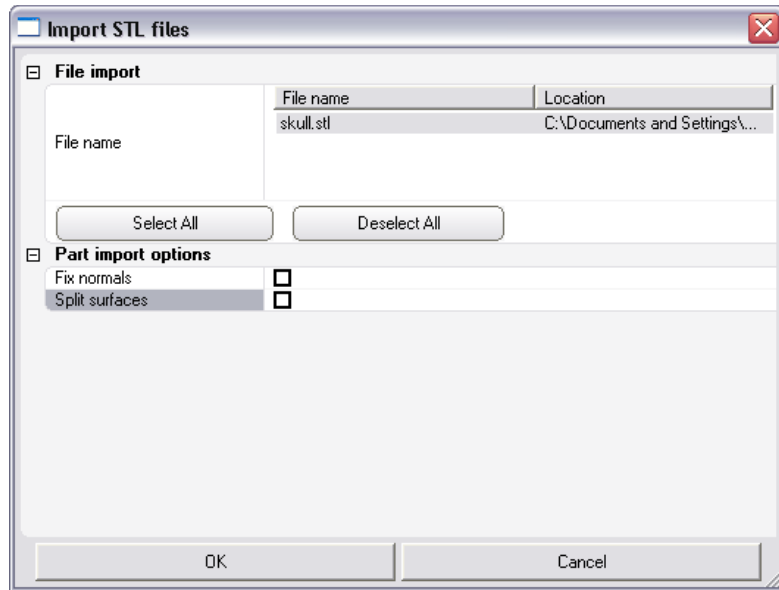 Import STL files
File import
File name Location
skull.stl C:\Documents and Settings\...
File name
Select All Deselect All
Part import options
Fix normals
Split surfaces
OK Cancel